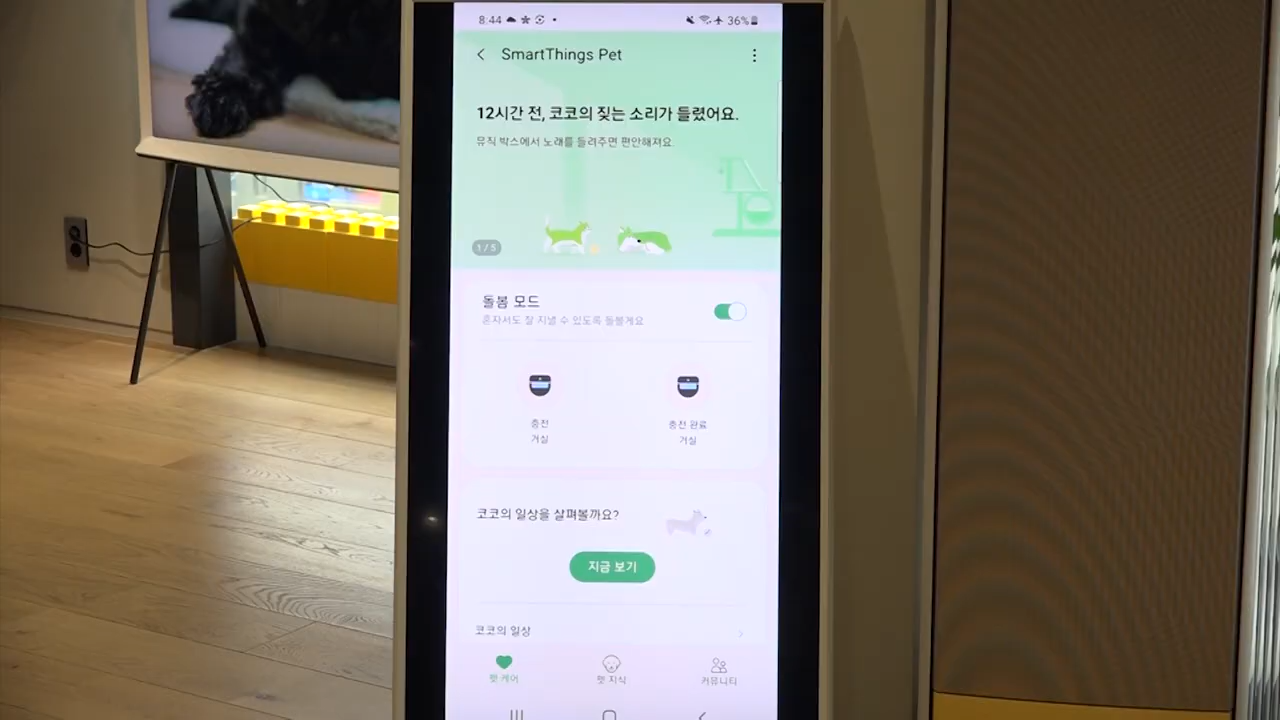 8:44
36%
SmartThings Pet
12시간 전, 코코의 짖는 소리가 들렸어요.
뮤직 박스에서 노래를 들려주면 편안해져요.
1 / 5
돌봄 모드
혼자서도 잘 지낼 수 있도록 돌볼게요
충전
거실
충전 완료
거실
코코의 일상을 살펴볼까요?
지금 보기
코코의 일상
펫 케어
펫 지식
커뮤니티